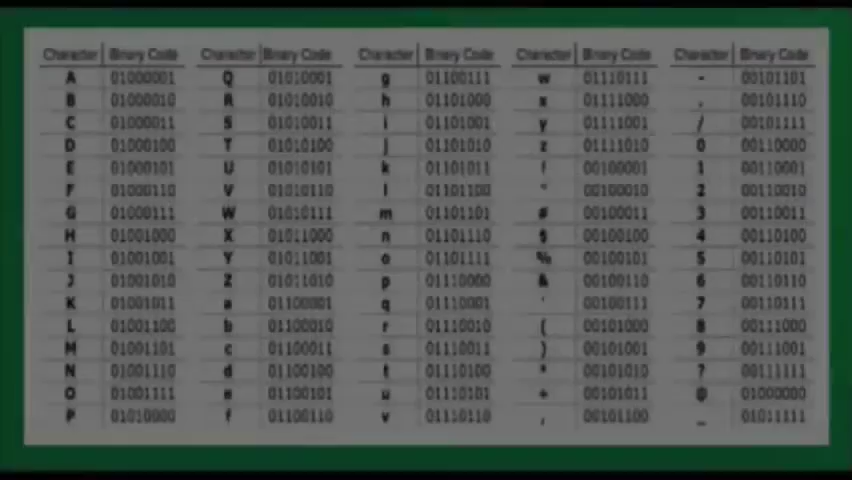 Character Binary Code Character Binary Code Character Binary Code Character Binary Code Character Binary Code
A 01000001 Q 01010001 g 01100111 w 01110111 - 00101101
B 01000010 R 01010010 h 01101000 x 01111000 . 00101110
C 01000011 S 01010011 i 01101001 y 01111001 / 00101111
D 01000100 T 01010100 j 01101010 z 01111010 0 00110000
E 01000101 U 01010101 k 01101011 ! 00100001 1 00110001
F 01000110 V 01010110 l 01101100 " 00100010 2 00110010
G 01000111 W 01010111 m 01101101 # 00100011 3 00110011
H 01001000 X 01011000 n 01101110 $ 00100100 4 00110100
I 01001001 Y 01011001 o 01101111 % 00100101 5 00110101
J 01001010 Z 01011010 p 01110000 & 00100110 6 00110110
K 01001011 a 01100001 q 01110001 ' 00100111 7 00110111
L 01001100 b 01100010 r 01110010 ( 00101000 8 00111000
M 01001101 c 01100011 s 01110011 ) 00101001 9 00111001
N 01001110 d 01100100 t 01110100 * 00101010 ? 00111111
O 01001111 e 01100101 u 01110101 + 00101011 @ 01000000
P 01010000 f 01100110 v 01110110 , 00101100 _ 01011111